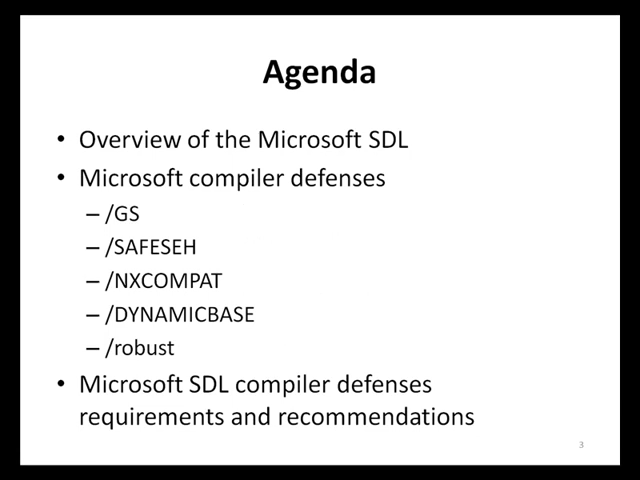 Agenda
• Overview of the Microsoft SDL
• Microsoft compiler defenses
– /GS
– /SAFESEH
– /NXCOMPAT
– /DYNAMICBASE
– /robust
• Microsoft SDL compiler defenses
requirements and recommendations
3